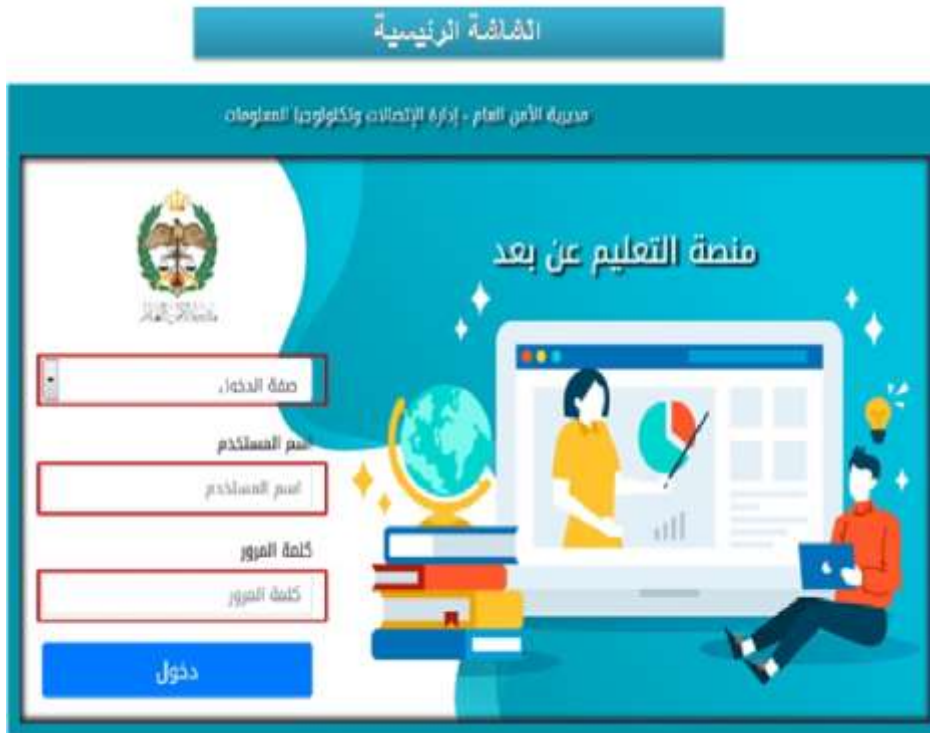 الشاشة الرئيسية
مديرية الأمن العام - إدارة الإتصالات وتكلولوجيا المعلومات
منصة التعليم عن بعد
صفة الدخول
اسم المستخدم
اسم المستخدم
كلمة المرور
كلمة المرور
دخول